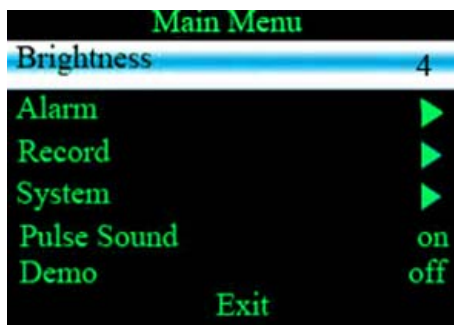 Main Menu
Brightness 4
Alarm
Record
System
Pulse Sound on
Demo off
Exit